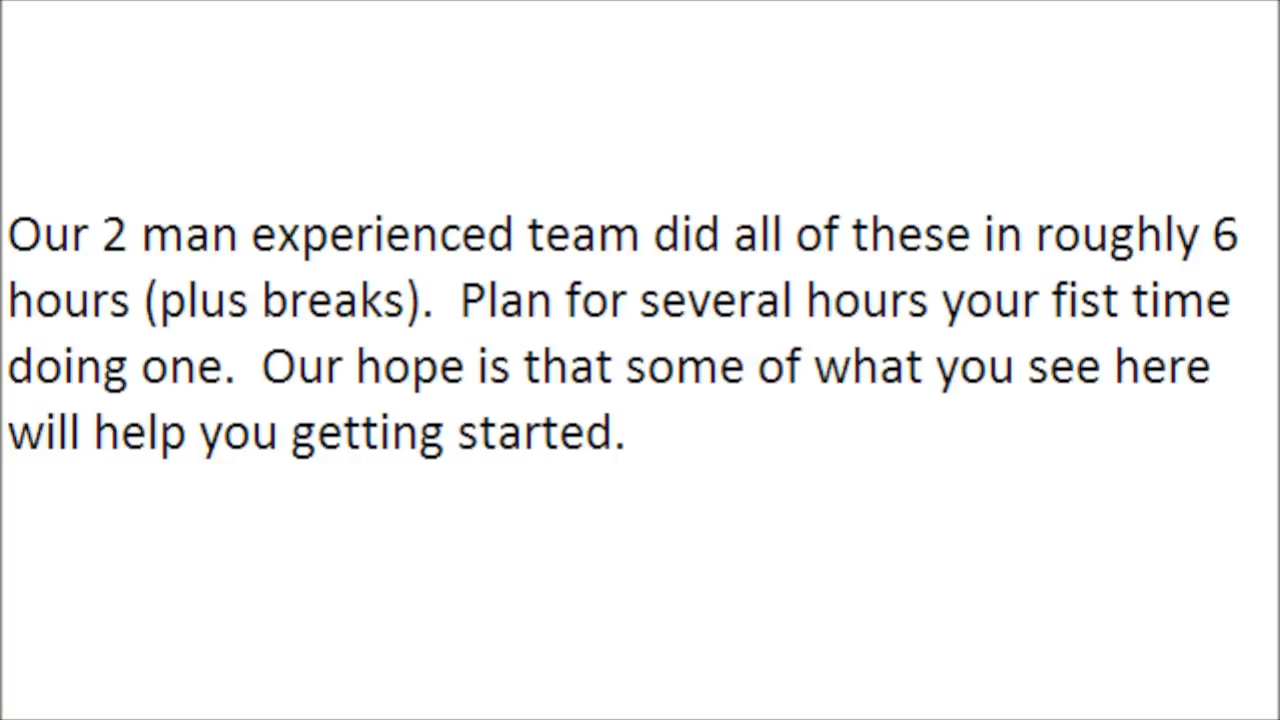 Our 2 man experienced team did all of these in roughly 6
hours (plus breaks).  Plan for several hours your fist time
doing one.  Our hope is that some of what you see here
will help you getting started.